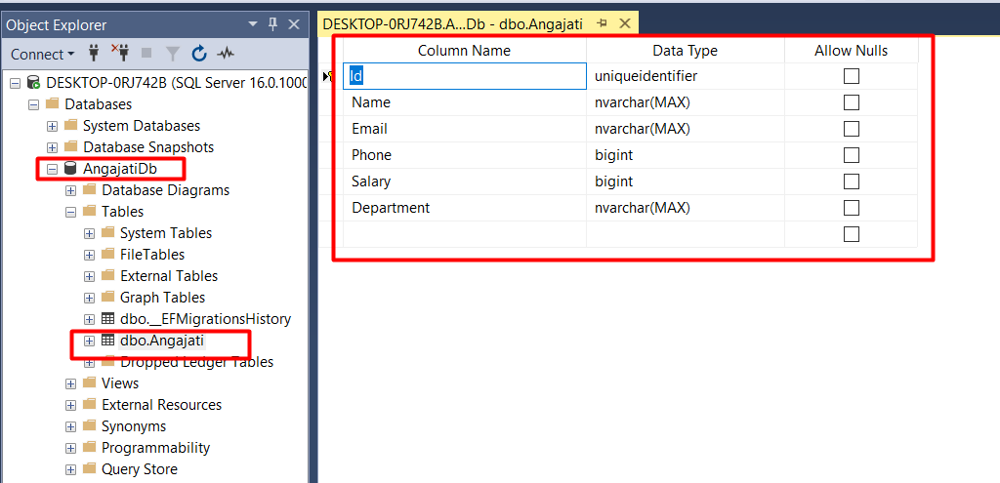 Object Explorer
Connect
DESKTOP-0RJ742B (SQL Server 16.0.1000
Databases
System Databases
Database Snapshots
AngajatiDb
Database Diagrams
Tables
System Tables
FileTables
External Tables
Graph Tables
dbo.__EFMigrationsHistory
dbo.Angajati
Dropped Ledger Tables
Views
External Resources
Synonyms
Programmability
Query Store
DESKTOP-0RJ742B.A...Db - dbo.Angajati
Column Name Data Type Allow Nulls
Id uniqueidentifier
Name nvarchar(MAX)
Email nvarchar(MAX)
Phone bigint
Salary bigint
Department nvarchar(MAX)